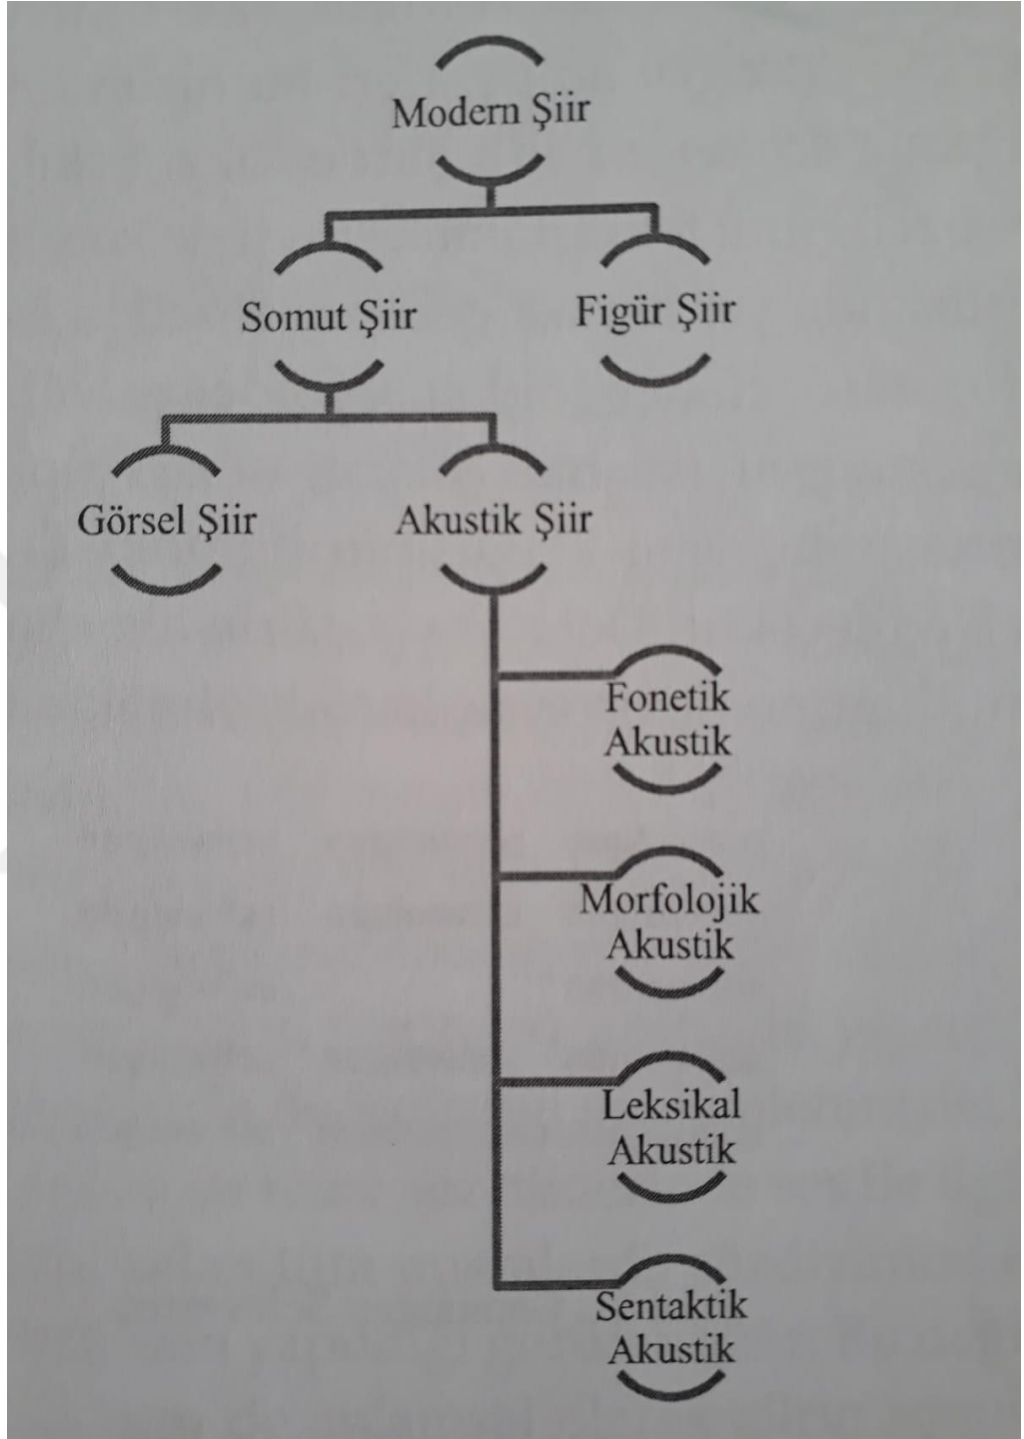 Modern Şiir
Somut Şiir
Figür Şiir
Görsel Şiir
Akustik Şiir
Fonetik
Akustik
Morfolojik
Akustik
Leksikal
Akustik
Sentaktik
Akustik